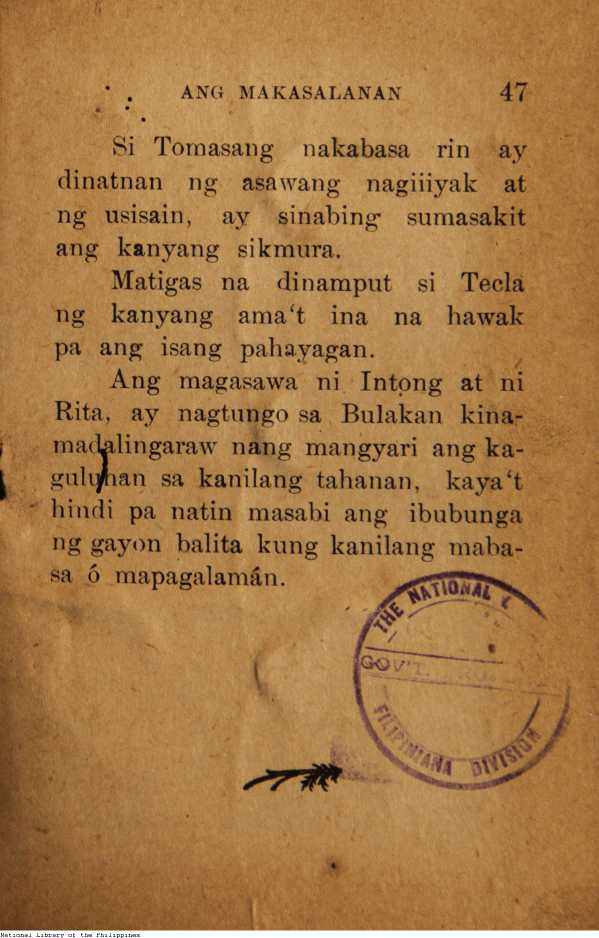 ANG MAKASALANAN 47
Si Tomasang nakabasa rin ay
dinatnan ng asawang nagiiiyak at
ng usisain, ay sinabing sumasakit
ang kanyang sikmura.
Matigas na dinamput si Tecla
ng kanyang ama‘t ina na hawak
pa ang isang pahayagan.
Ang magasawa ni Intong at ni
Rita, ay nagtungo sa Bulakan kina-
madalingaraw nang mangyari ang ka-
guluhan sa kanilang tahanan, kaya‘t
hindi pa natin masabi ang ibubunga
ng gayon balita kung kanilang maba-
sa ó mapagalamán.
THE NATIONAL
GOV'T.
FILIPINIANA DIVISION
National Library of the Philippines